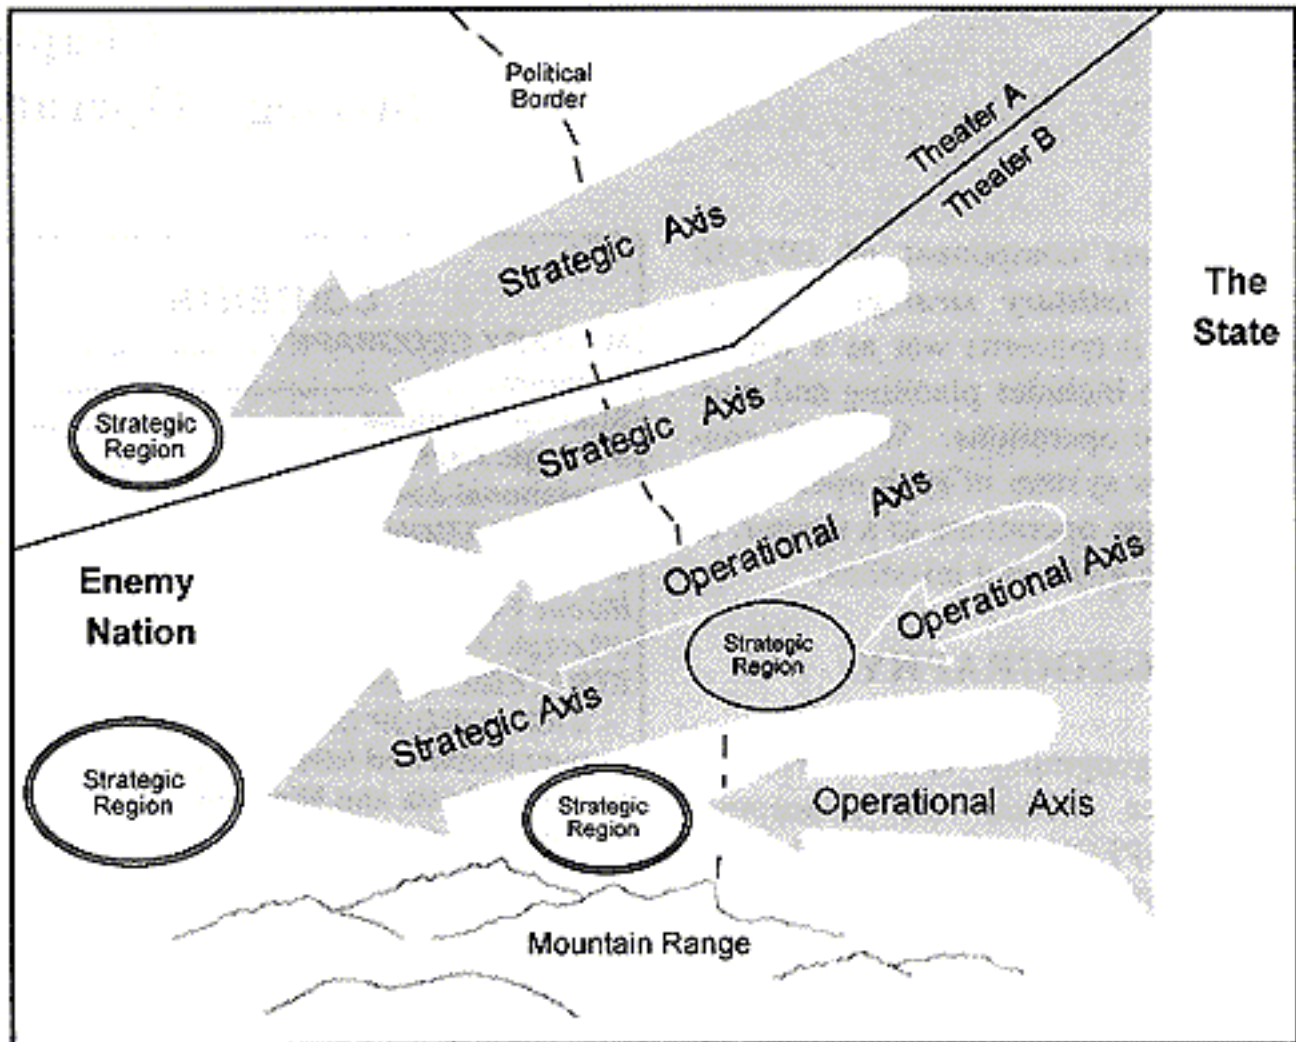 Political
Border
Theater A
Theater B
Strategic Axis
The
State
Strategic
Region
Strategic Axis
Operational Axis
Operational Axis
Enemy
Nation
Strategic
Region
Strategic Axis
Strategic
Region
Strategic
Region
Operational Axis
Mountain Range